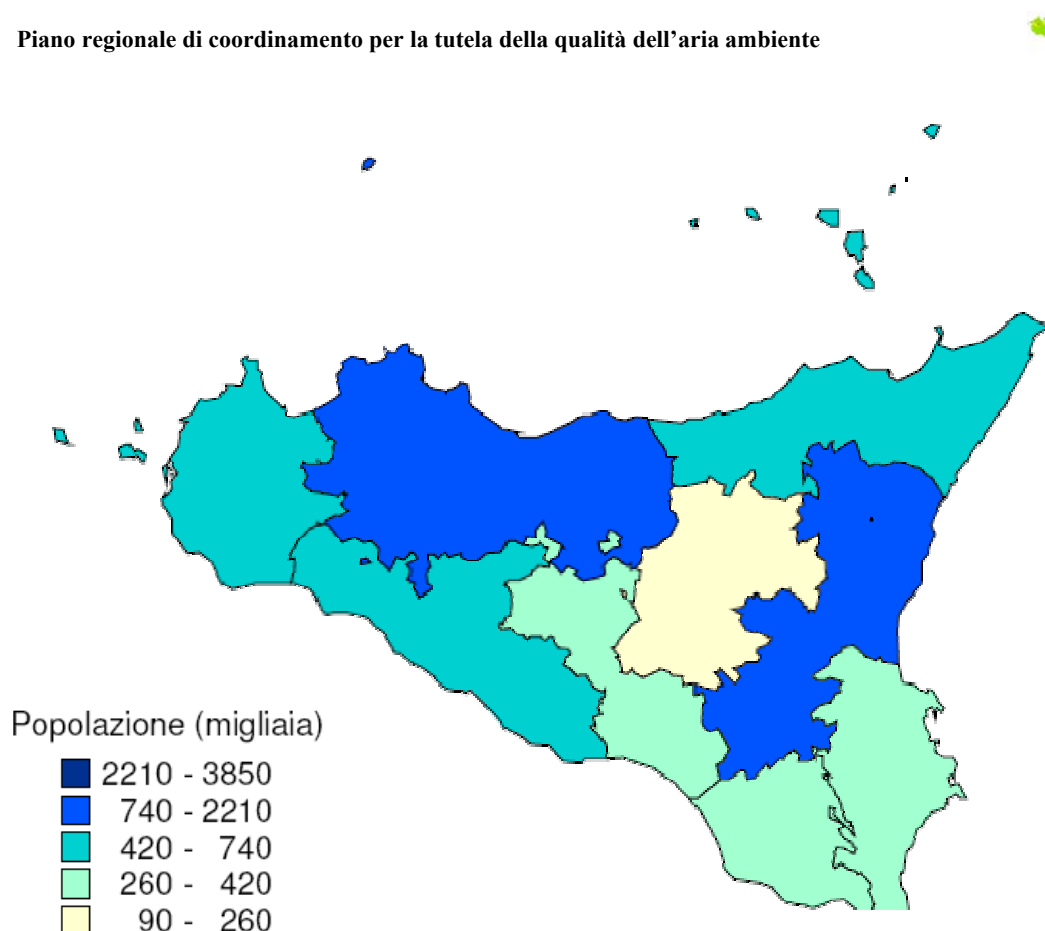 Piano regionale di coordinamento per la tutela della qualità dell'aria ambiente
Popolazione (migliaia)
2210 - 3850
740 - 2210
420 - 740
260 - 420
90 - 260